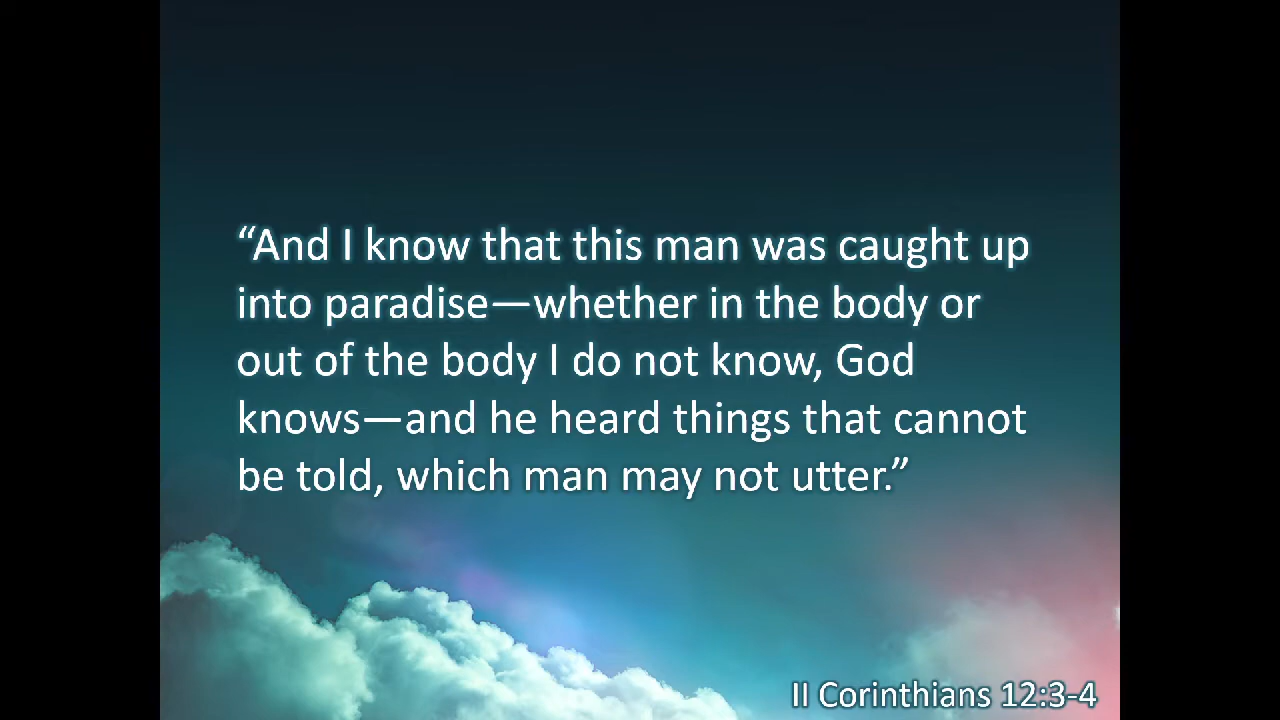 “And I know that this man was caught up
into paradise—whether in the body or
out of the body I do not know, God
knows—and he heard things that cannot
be told, which man may not utter.”
II Corinthians 12:3-4